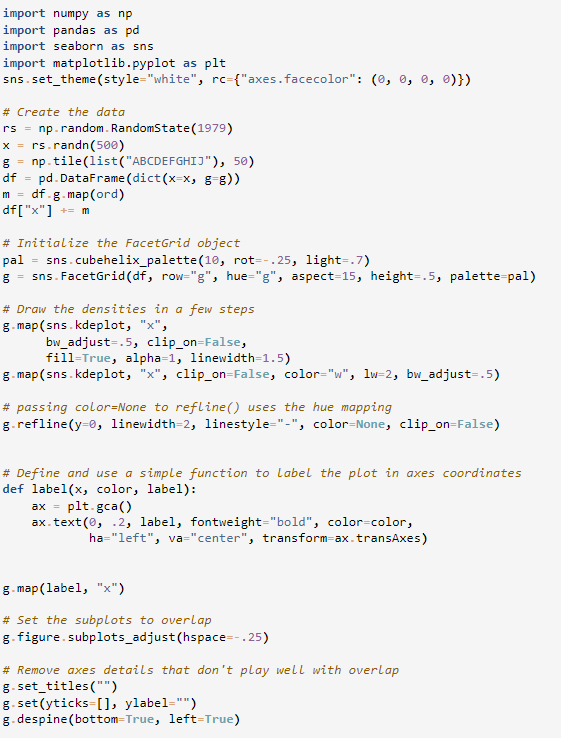 import numpy as np
import pandas as pd
import seaborn as sns
import matplotlib.pyplot as plt
sns.set_theme(style="white", rc={"axes.facecolor": (0, 0, 0, 0)})

# Create the data
rs = np.random.RandomState(1979)
x = rs.randn(500)
g = np.tile(list("ABCDEFGHIJ"), 50)
df = pd.DataFrame(dict(x=x, g=g))
m = df.g.map(ord)
df["x"] += m

# Initialize the FacetGrid object
pal = sns.cubehelix_palette(10, rot=-.25, light=.7)
g = sns.FacetGrid(df, row="g", hue="g", aspect=15, height=.5, palette=pal)

# Draw the densities in a few steps
g.map(sns.kdeplot, "x",
      bw_adjust=.5, clip_on=False,
      fill=True, alpha=1, linewidth=1.5)
g.map(sns.kdeplot, "x", clip_on=False, color="w", lw=2, bw_adjust=.5)

# passing color=None to refline() uses the hue mapping
g.refline(y=0, linewidth=2, linestyle="-", color=None, clip_on=False)


# Define and use a simple function to label the plot in axes coordinates
def label(x, color, label):
    ax = plt.gca()
    ax.text(0, .2, label, fontweight="bold", color=color,
            ha="left", va="center", transform=ax.transAxes)


g.map(label, "x")

# Set the subplots to overlap
g.figure.subplots_adjust(hspace=-.25)

# Remove axes details that don't play well with overlap
g.set_titles("")
g.set(yticks=[], ylabel="")
g.despine(bottom=True, left=True)